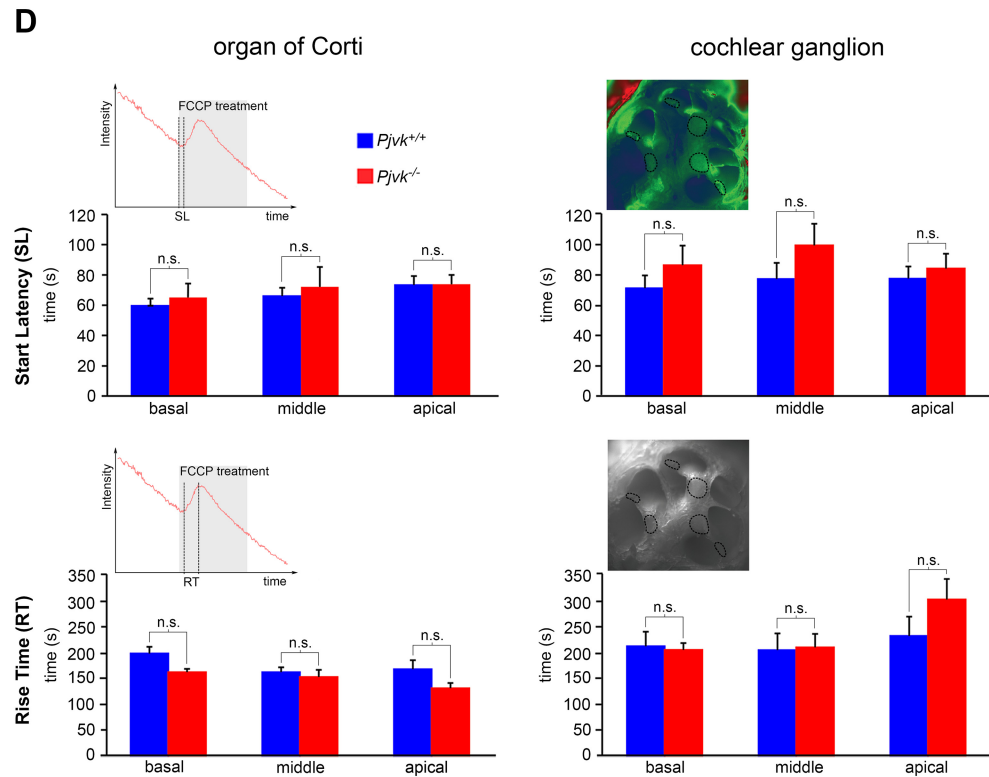 D
organ of Corti
cochlear ganglion
Intensity
FCCP treatment
SL
time
Pjvk+/+
Pjvk-/-
Start Latency (SL)
time (s)
120
100
80
60
40
20
0
n.s.
n.s.
n.s.
basal
middle
apical
time (s)
120
100
80
60
40
20
0
n.s.
n.s.
n.s.
basal
middle
apical
Intensity
FCCP treatment
RT
time
Rise Time (RT)
time (s)
350
300
250
200
150
100
50
0
n.s.
n.s.
n.s.
basal
middle
apical
time (s)
350
300
250
200
150
100
50
0
n.s.
n.s.
n.s.
basal
middle
apical